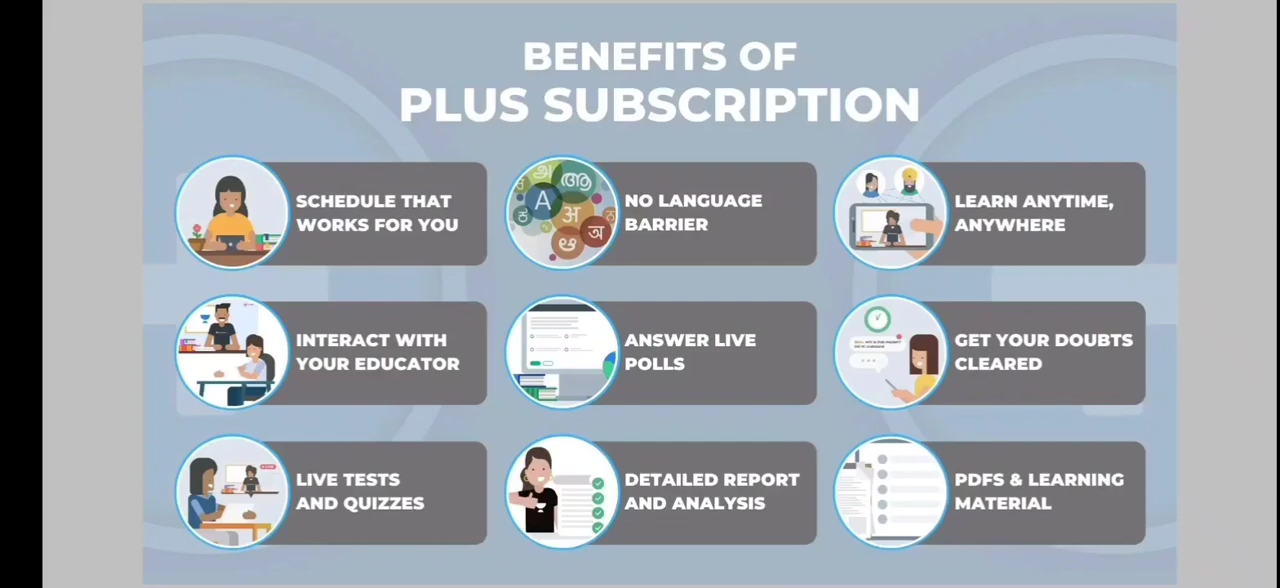 BENEFITS OF
PLUS SUBSCRIPTION
SCHEDULE THAT
WORKS FOR YOU
NO LANGUAGE
BARRIER
LEARN ANYTIME,
ANYWHERE
INTERACT WITH
YOUR EDUCATOR
ANSWER LIVE
POLLS
GET YOUR DOUBTS
CLEARED
LIVE TESTS
AND QUIZZES
DETAILED REPORT
AND ANALYSIS
PDFS & LEARNING
MATERIAL